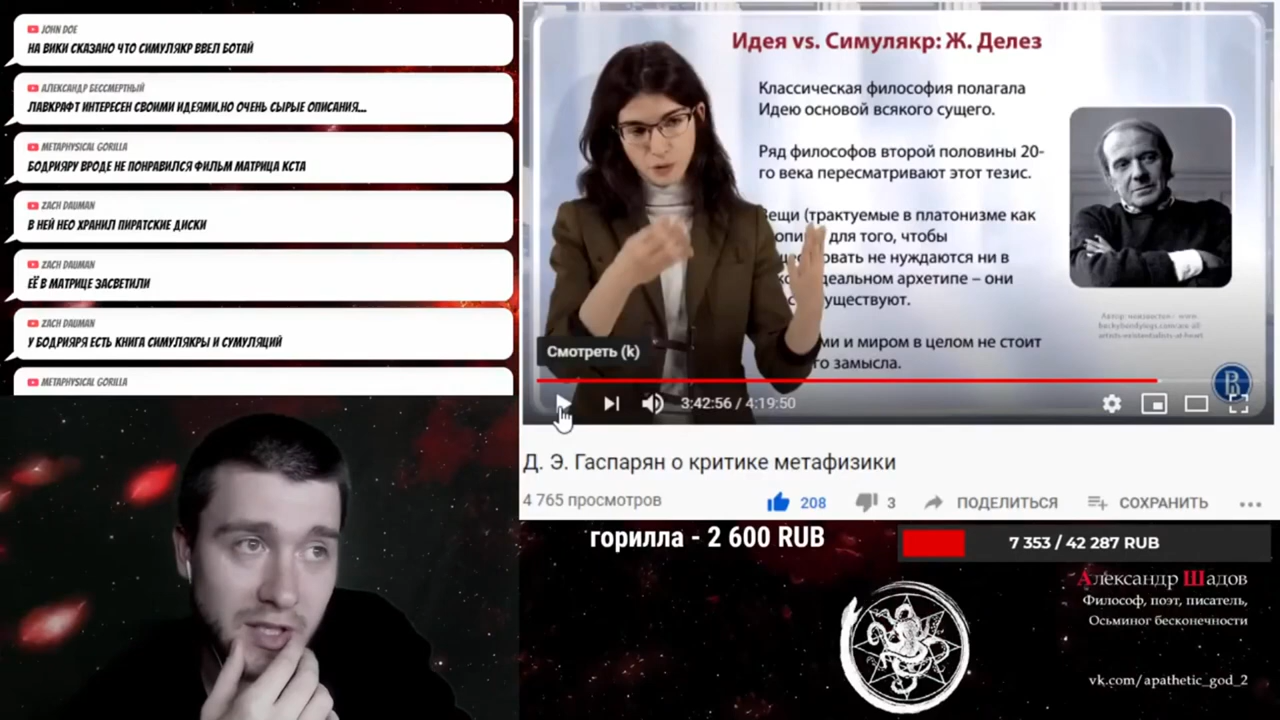 JOHN DOE
НА ВИКИ СКАЗАНО ЧТО СИМУЛЯКР ВВЕЛ БОТАЙ
АЛЕКСАНДР БЕССМЕРТНЫЙ
ЛАВКРАФТ ИНТЕРЕСЕН СВОИМИ ИДЕЯМИ,НО ОЧЕНЬ СЫРЫЕ ОПИСАНИЯ...
METAPHYSICAL GORILLA
БОДРИЯРУ ВРОДЕ НЕ ПОНРАВИЛСЯ ФИЛЬМ МАТРИЦА КСТА
ZACH DAUMAN
В НЕЙ НЕО ХРАНИЛ ПИРАТСКИЕ ДИСКИ
ZACH DAUMAN
ЕЁ В МАТРИЦЕ ЗАСВЕТИЛИ
ZACH DAUMAN
У БОДРИЯРЯ ЕСТЬ КНИГА СИМУЛЯКРЫ И СУМУЛЯЦИЙ
METAPHYSICAL GORILLA
Идея vs. Симулякр: Ж. Делез
Классическая философия полагала
Идею основой всякого сущего.
Ряд философов второй половины 20-
го века пересматривают этот тезис.
(трактуемые в платонизме как
для того, чтобы
не нуждаются ни в
идеальном архетипе – они
и миром в целом не стоит
замысла.
Смотреть (k)
3:42:56 / 4:19:50
Д. Э. Гаспарян о критике метафизики
4 765 просмотров
208
3
ПОДЕЛИТЬСЯ
СОХРАНИТЬ
горилла - 2 600 RUB
7 353 / 42 287 RUB
Александр Шадов
Философ, поэт, писатель,
Осьминог бесконечности
vk.com/apathetic_god_2